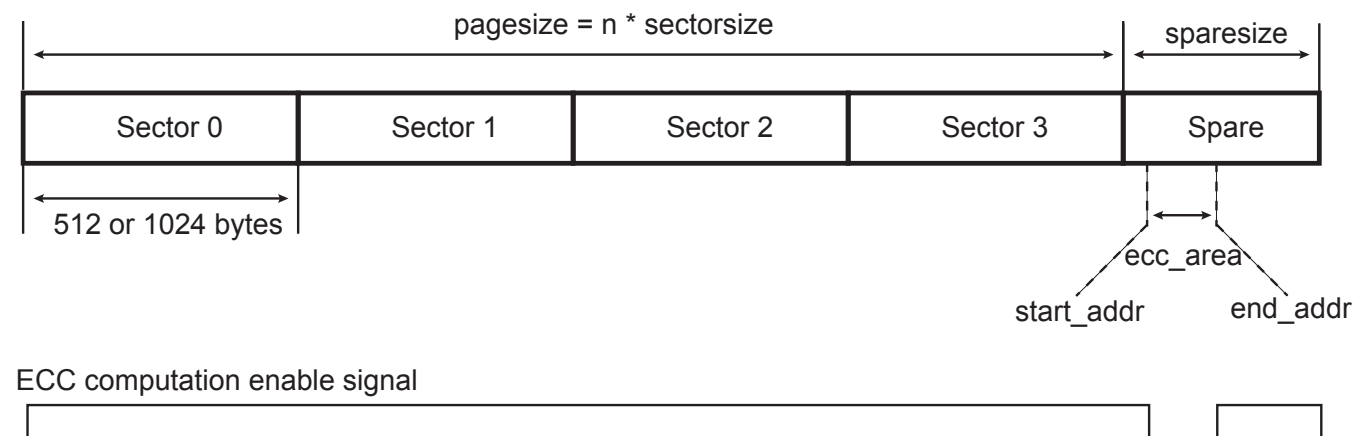 pagesize = n * sectorsize
sparesize
Sector 0
Sector 1
Sector 2
Sector 3
Spare
512 or 1024 bytes
ecc_area
start_addr
end_addr
ECC computation enable signal